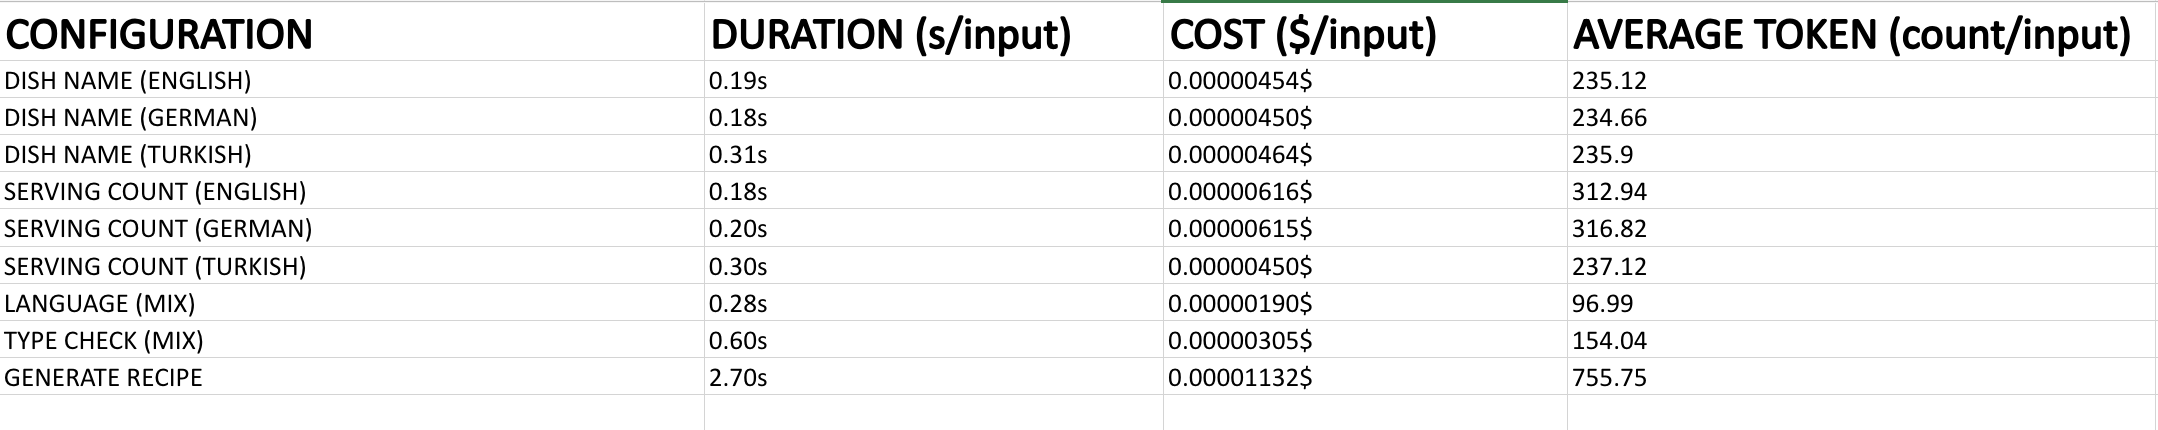 CONFIGURATION DURATION (s/input) COST ($/input) AVERAGE TOKEN (count/input)
DISH NAME (ENGLISH) 0.19s 0.00000454$ 235.12
DISH NAME (GERMAN) 0.18s 0.00000450$ 234.66
DISH NAME (TURKISH) 0.31s 0.00000464$ 235.9
SERVING COUNT (ENGLISH) 0.18s 0.00000616$ 312.94
SERVING COUNT (GERMAN) 0.20s 0.00000615$ 316.82
SERVING COUNT (TURKISH) 0.30s 0.00000450$ 237.12
LANGUAGE (MIX) 0.28s 0.00000190$ 96.99
TYPE CHECK (MIX) 0.60s 0.00000305$ 154.04
GENERATE RECIPE 2.70s 0.00001132$ 755.75